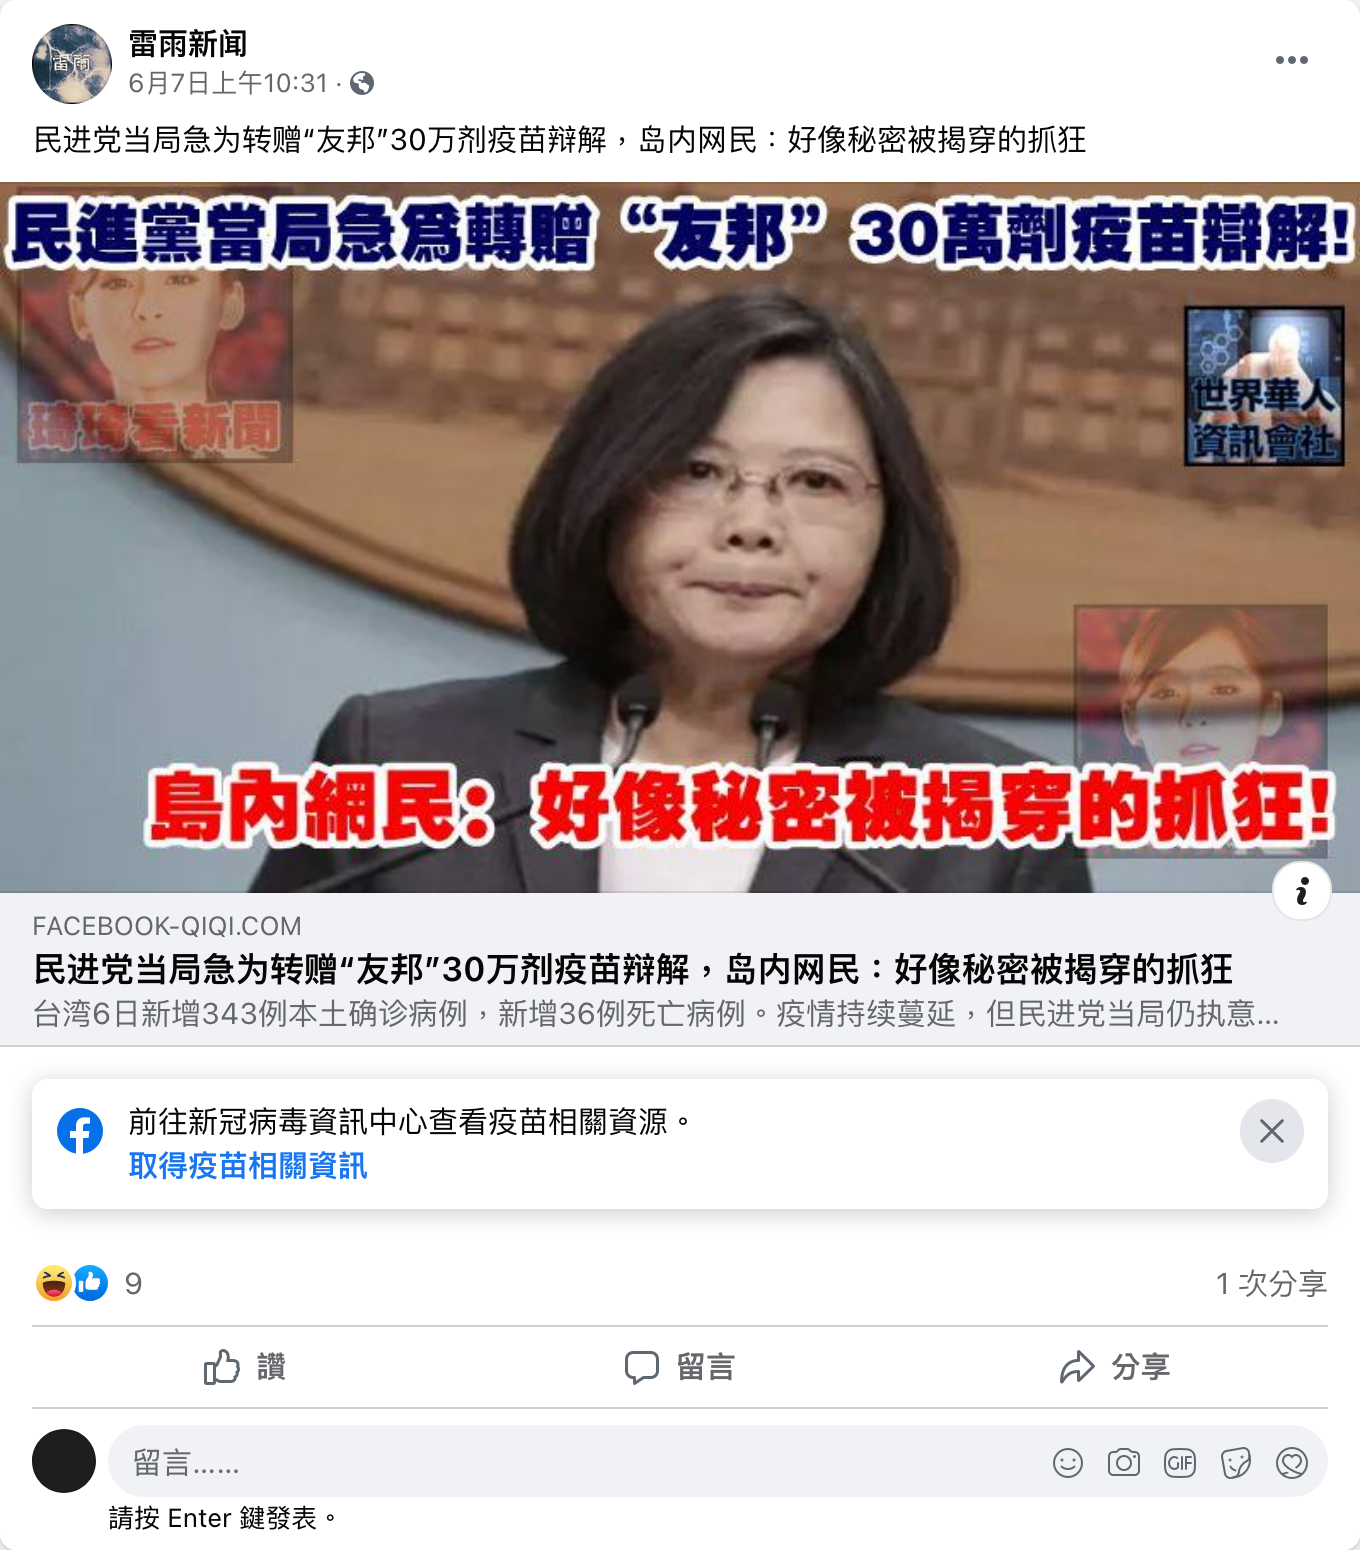 雷雨
雷雨新闻
6月7日上午10:31 ·
民进党当局急为转赠“友邦”30万剂疫苗辩解，岛内网民：好像秘密被揭穿的抓狂
民進黨當局急爲轉贈“友邦”30萬劑疫苗辯解!
琦琦看新聞
世界華人
資訊會社
島內網民：好像秘密被揭穿的抓狂!
FACEBOOK-QIQI.COM
民进党当局急为转赠“友邦”30万剂疫苗辩解，岛内网民：好像秘密被揭穿的抓狂
台湾6日新增343例本土确诊病例，新增36例死亡病例。疫情持续蔓延，但民进党当局仍执意...
前往新冠病毒資訊中心查看疫苗相關資源。
取得疫苗相關資訊
9
1 次分享
讚
留言
分享
留言......
GIF
請按 Enter 鍵發表。